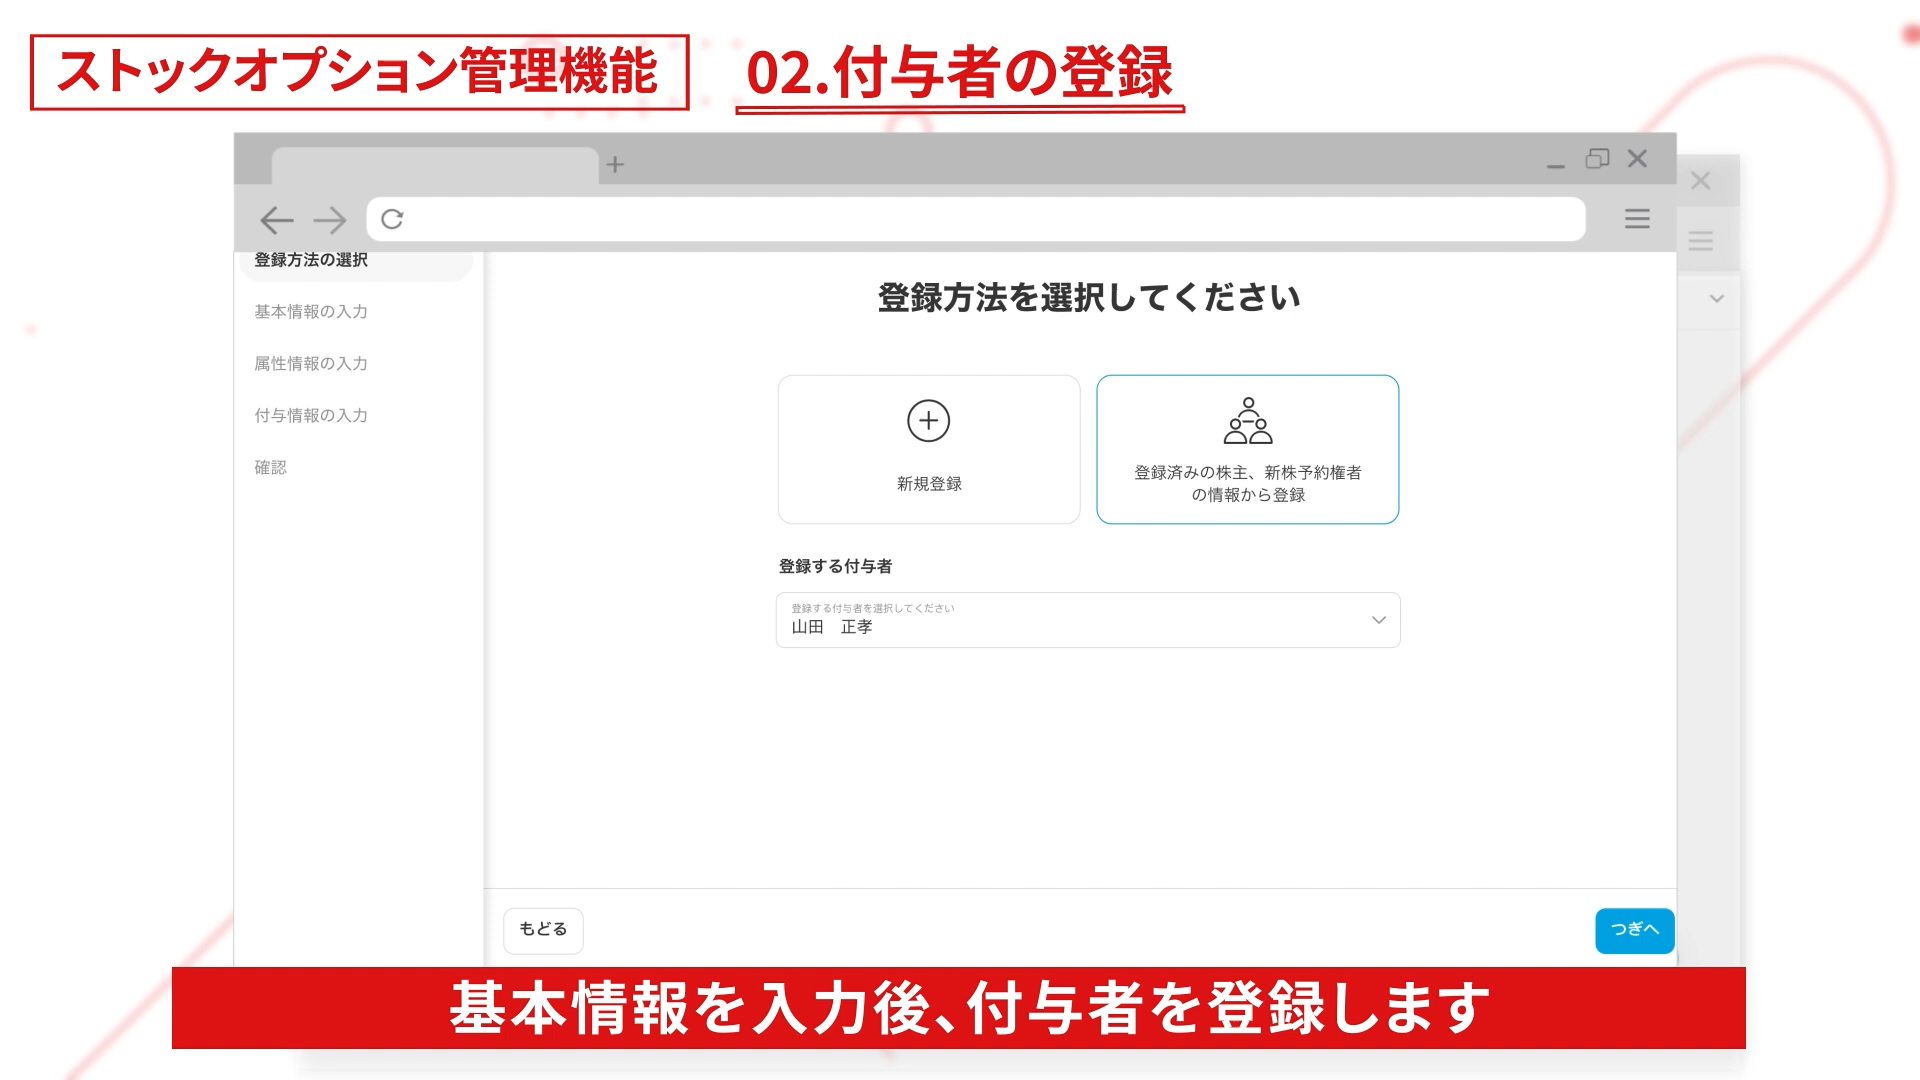 ストックオプション管理機能
02.付与者の登録
登録方法の選択
基本情報の入力
属性情報の入力
付与情報の入力
確認
登録方法を選択してください
新規登録
登録済みの株主、新株予約権者
の情報から登録
登録する付与者
登録する付与者を選択してください
山田　正孝
もどる
つぎへ
基本情報を入力後、付与者を登録します